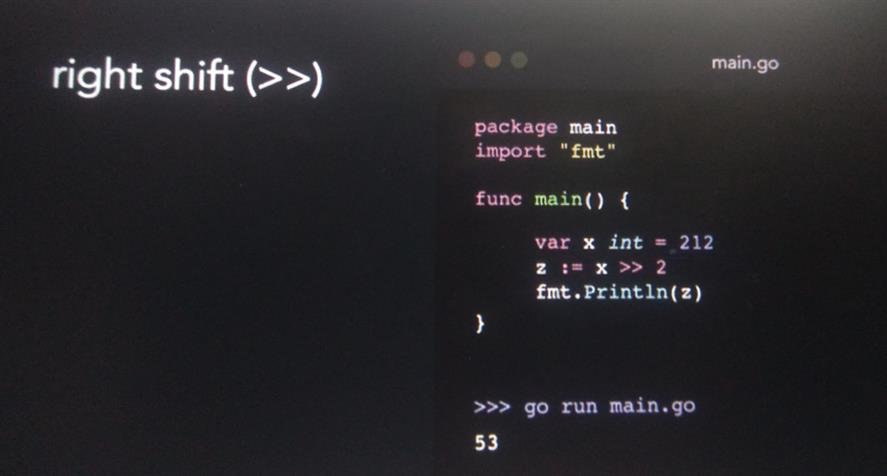 right shift (>>)
main.go
package main
import "fmt"
func main() {
var x int = 212
z := x >> 2
fmt.Println(z)
}
>>> go run main.go
53